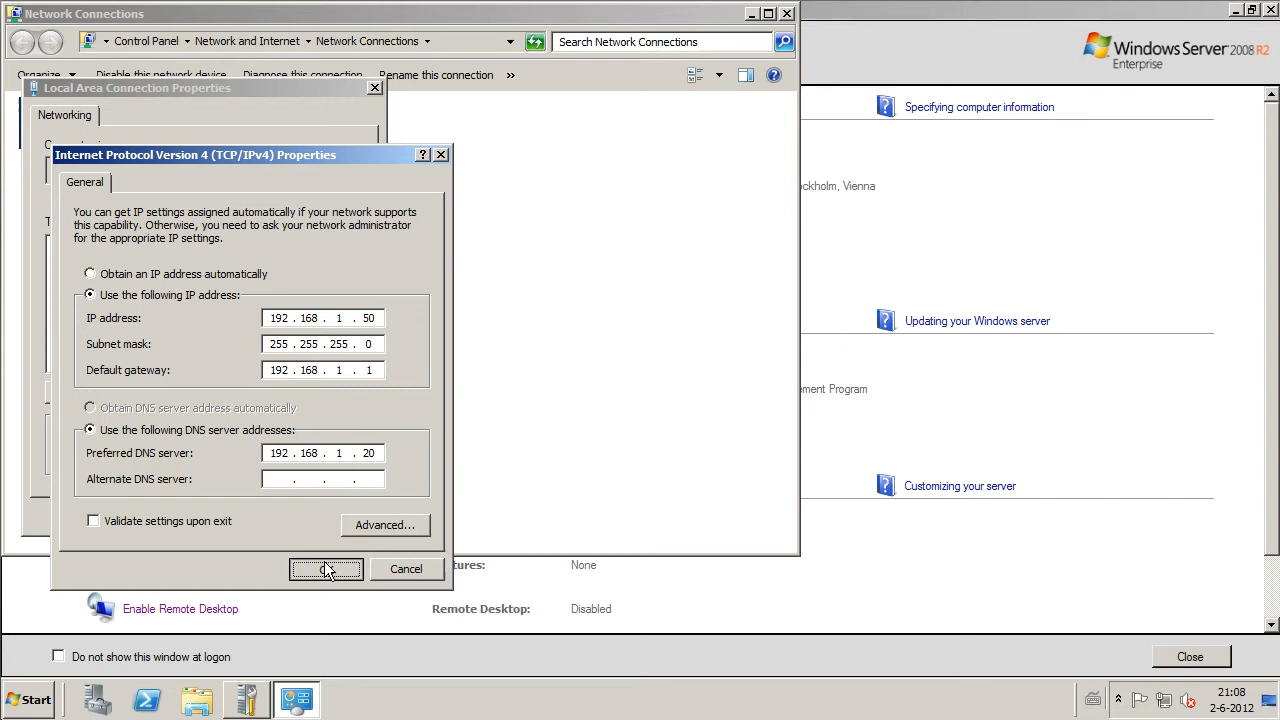 Network Connections
Control Panel
Network and Internet
Network Connections
Search Network Connections
Windows Server 2008 R2
Enterprise
Organize
Disable this network device
Diagnose this connection
Rename this connection
»
Local Area Connection Properties
Networking
Specifying computer information
Internet Protocol Version 4 (TCP/IPv4) Properties
General
ockholm, Vienna
You can get IP settings assigned automatically if your network supports
this capability. Otherwise, you need to ask your network administrator
for the appropriate IP settings.
Obtain an IP address automatically
Use the following IP address:
IP address:
192 . 168 . 1 . 50
Subnet mask:
255 . 255 . 255 . 0
Default gateway:
192 . 168 . 1 . 1
Updating your Windows server
ement Program
Obtain DNS server address automatically
Use the following DNS server addresses:
Preferred DNS server:
192 . 168 . 1 . 20
Alternate DNS server:
. . .
Customizing your server
Validate settings upon exit
Advanced...
Cancel
tures:
None
Enable Remote Desktop
Remote Desktop:
Disabled
Do not show this window at logon
Close
Start
21:08
2-6-2012